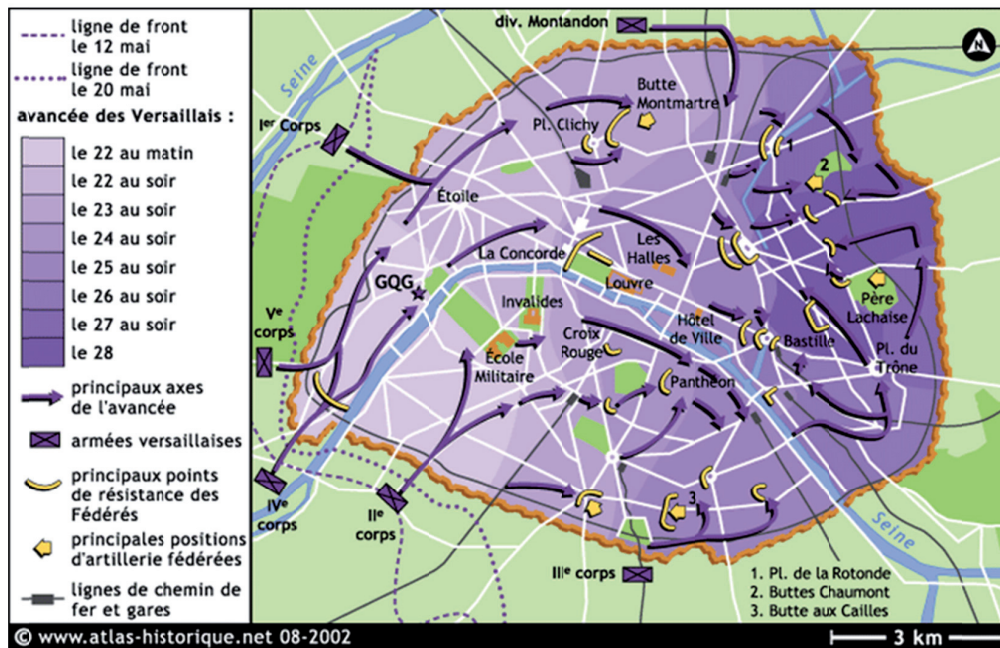 ligne de front
le 12 mai
ligne de front
le 20 mai
avancée des Versaillais :
le 22 au matin
le 22 au soir
le 23 au soir
le 24 au soir
le 25 au soir
le 26 au soir
le 27 au soir
le 28
principaux axes
de l'avancée
armées versaillaises
principaux points
de résistance des
Fédérés
principales positions
d'artillerie fédérées
lignes de chemin de
fer et gares
div. Montandon
N
Seine
Butte
Montmartre
Pl. Clichy
Ier Corps
1
2
Étoile
La Concorde
Les
Halles
GQG
Louvre
Invalides
Père
Lachaise
Ve
corps
Croix
Rouge
Hôtel
de Ville
Bastille
École
Militaire
Panthéon
Pl. du
Trône
IVe
corps
IIe
corps
3
Seine
IIIe corps
1. Pl. de la Rotonde
2. Buttes Chaumont
3. Butte aux Cailles
© www.atlas-historique.net 08-2002
3 km